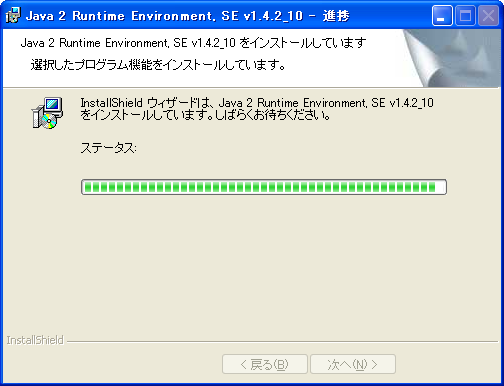 Java 2 Runtime Environment, SE v1.4.2_10 - 進捗
Java 2 Runtime Environment, SE v1.4.2_10 をインストールしています
選択したプログラム機能をインストールしています。
InstallShield ウィザードは、Java 2 Runtime Environment, SE v1.4.2_10
をインストールしています。しばらくお待ちください。
ステータス:
InstallShield
< 戻る(B)
次へ(N) >